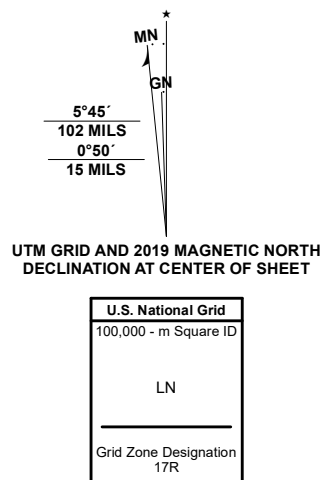 ★
MN
GN
5°45´
102 MILS
0°50´
15 MILS
UTM GRID AND 2019 MAGNETIC NORTH
DECLINATION AT CENTER OF SHEET
U.S. National Grid
100,000 - m Square ID
LN
Grid Zone Designation
17R